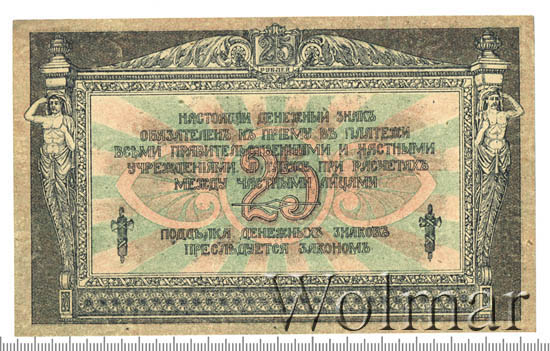 25
РУБЛЕЙ
НАСТОЯЩІЙ ДЕНЕЖНЫЙ ЗНАКЪ
ОБЯЗАТЕЛЕНЪ КЪ ПРІЕМУ ВЪ ПЛАТЕЖИ
ВСѢМИ ПРАВИТЕЛЬСТВЕННЫМИ И ЧАСТНЫМИ
УЧРЕЖДЕНІЯМИ, РАВНО ПРИ РАСЧЕТАХЪ
МЕЖДУ ЧАСТНЫМИ ЛИЦАМИ
25
ПОДДѢЛКА ДЕНЕЖНЫХЪ ЗНАКОВЪ
ПРЕСЛѢДУЕТСЯ ЗАКОНОМЪ
Wolmar